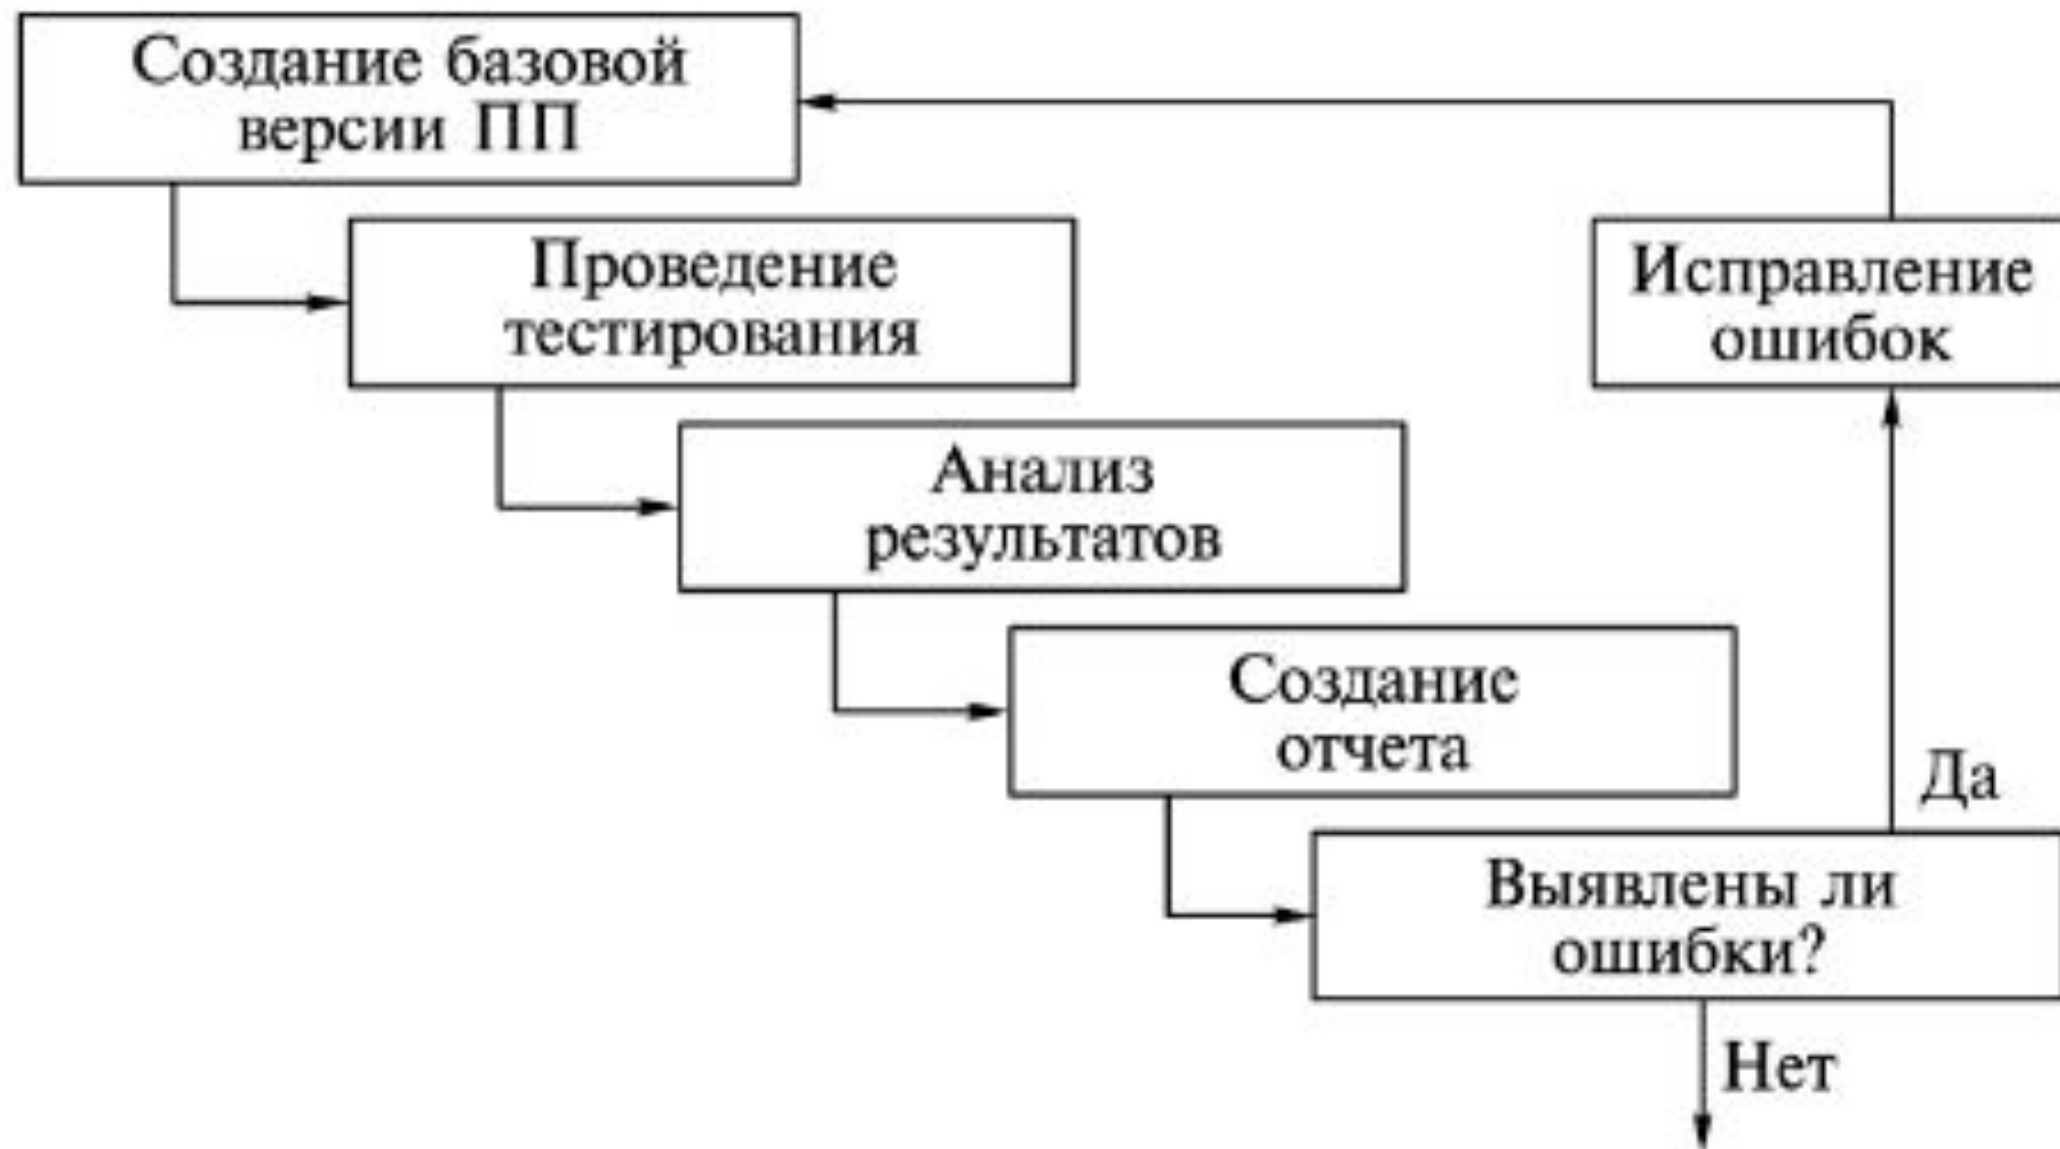 Создание базовой
версии ПП
Проведение
тестирования
Исправление
ошибок
Анализ
результатов
Создание
отчета
Да
Выявлены ли
ошибки?
Нет